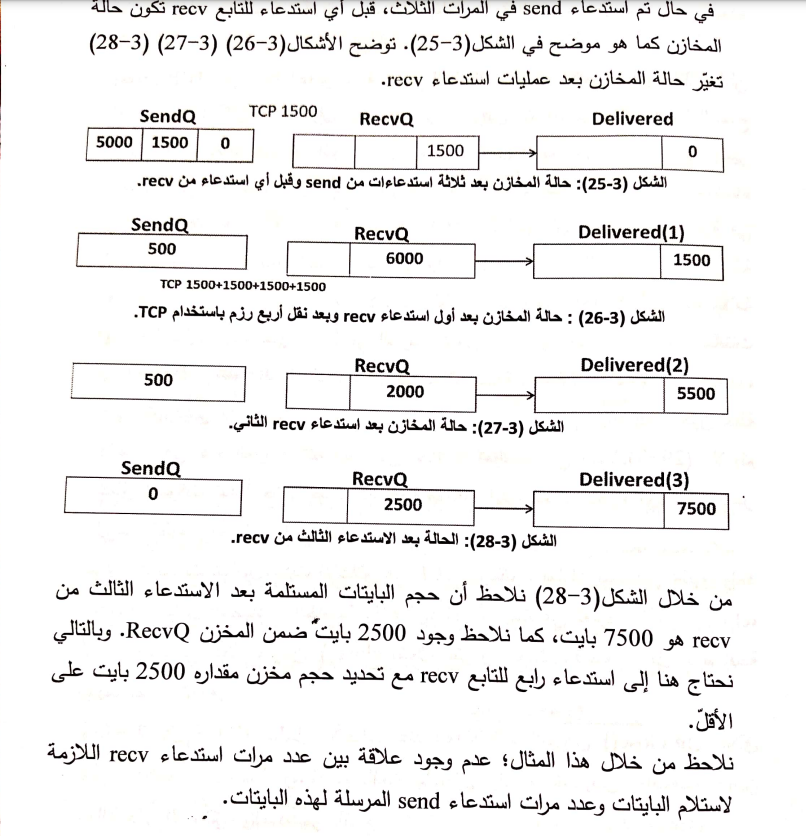 في حال تم استدعاء send في المرات الثلاث، قبل أي استدعاء للتابع recv تكون حالة
المخازن كما هو موضح في الشكل(3-25). توضح الأشكال(3-26) (3-27) (3-28)
تغيّر حالة المخازن بعد عمليات استدعاء recv.
SendQ TCP 1500 RecvQ Delivered
5000 1500 0 1500 0
الشكل (3-25): حالة المخازن بعد ثلاثة استدعاءات من send وقبل أي استدعاء من recv.
SendQ RecvQ Delivered(1)
500 6000 1500
TCP 1500+1500+1500+1500
الشكل (3-26) : حالة المخازن بعد أول استدعاء recv وبعد نقل أربع رزم باستخدام TCP.
RecvQ Delivered(2)
500 2000 5500
الشكل (3-27): حالة المخازن بعد استدعاء recv الثاني.
SendQ RecvQ Delivered(3)
0 2500 7500
الشكل (3-28): الحالة بعد الاستدعاء الثالث من recv.
من خلال الشكل(3-28) نلاحظ أن حجم البايتات المستلمة بعد الاستدعاء الثالث من
recv هو 7500 بايت، كما نلاحظ وجود 2500 بايت ضمن المخزن RecvQ. وبالتالي
نحتاج هنا إلى استدعاء رابع للتابع recv مع تحديد حجم مخزن مقداره 2500 بايت على
الأقلّ.
نلاحظ من خلال هذا المثال؛ عدم وجود علاقة بين عدد مرات استدعاء recv اللازمة
لاستلام البايتات وعدد مرات استدعاء send المرسلة لهذه البايتات.